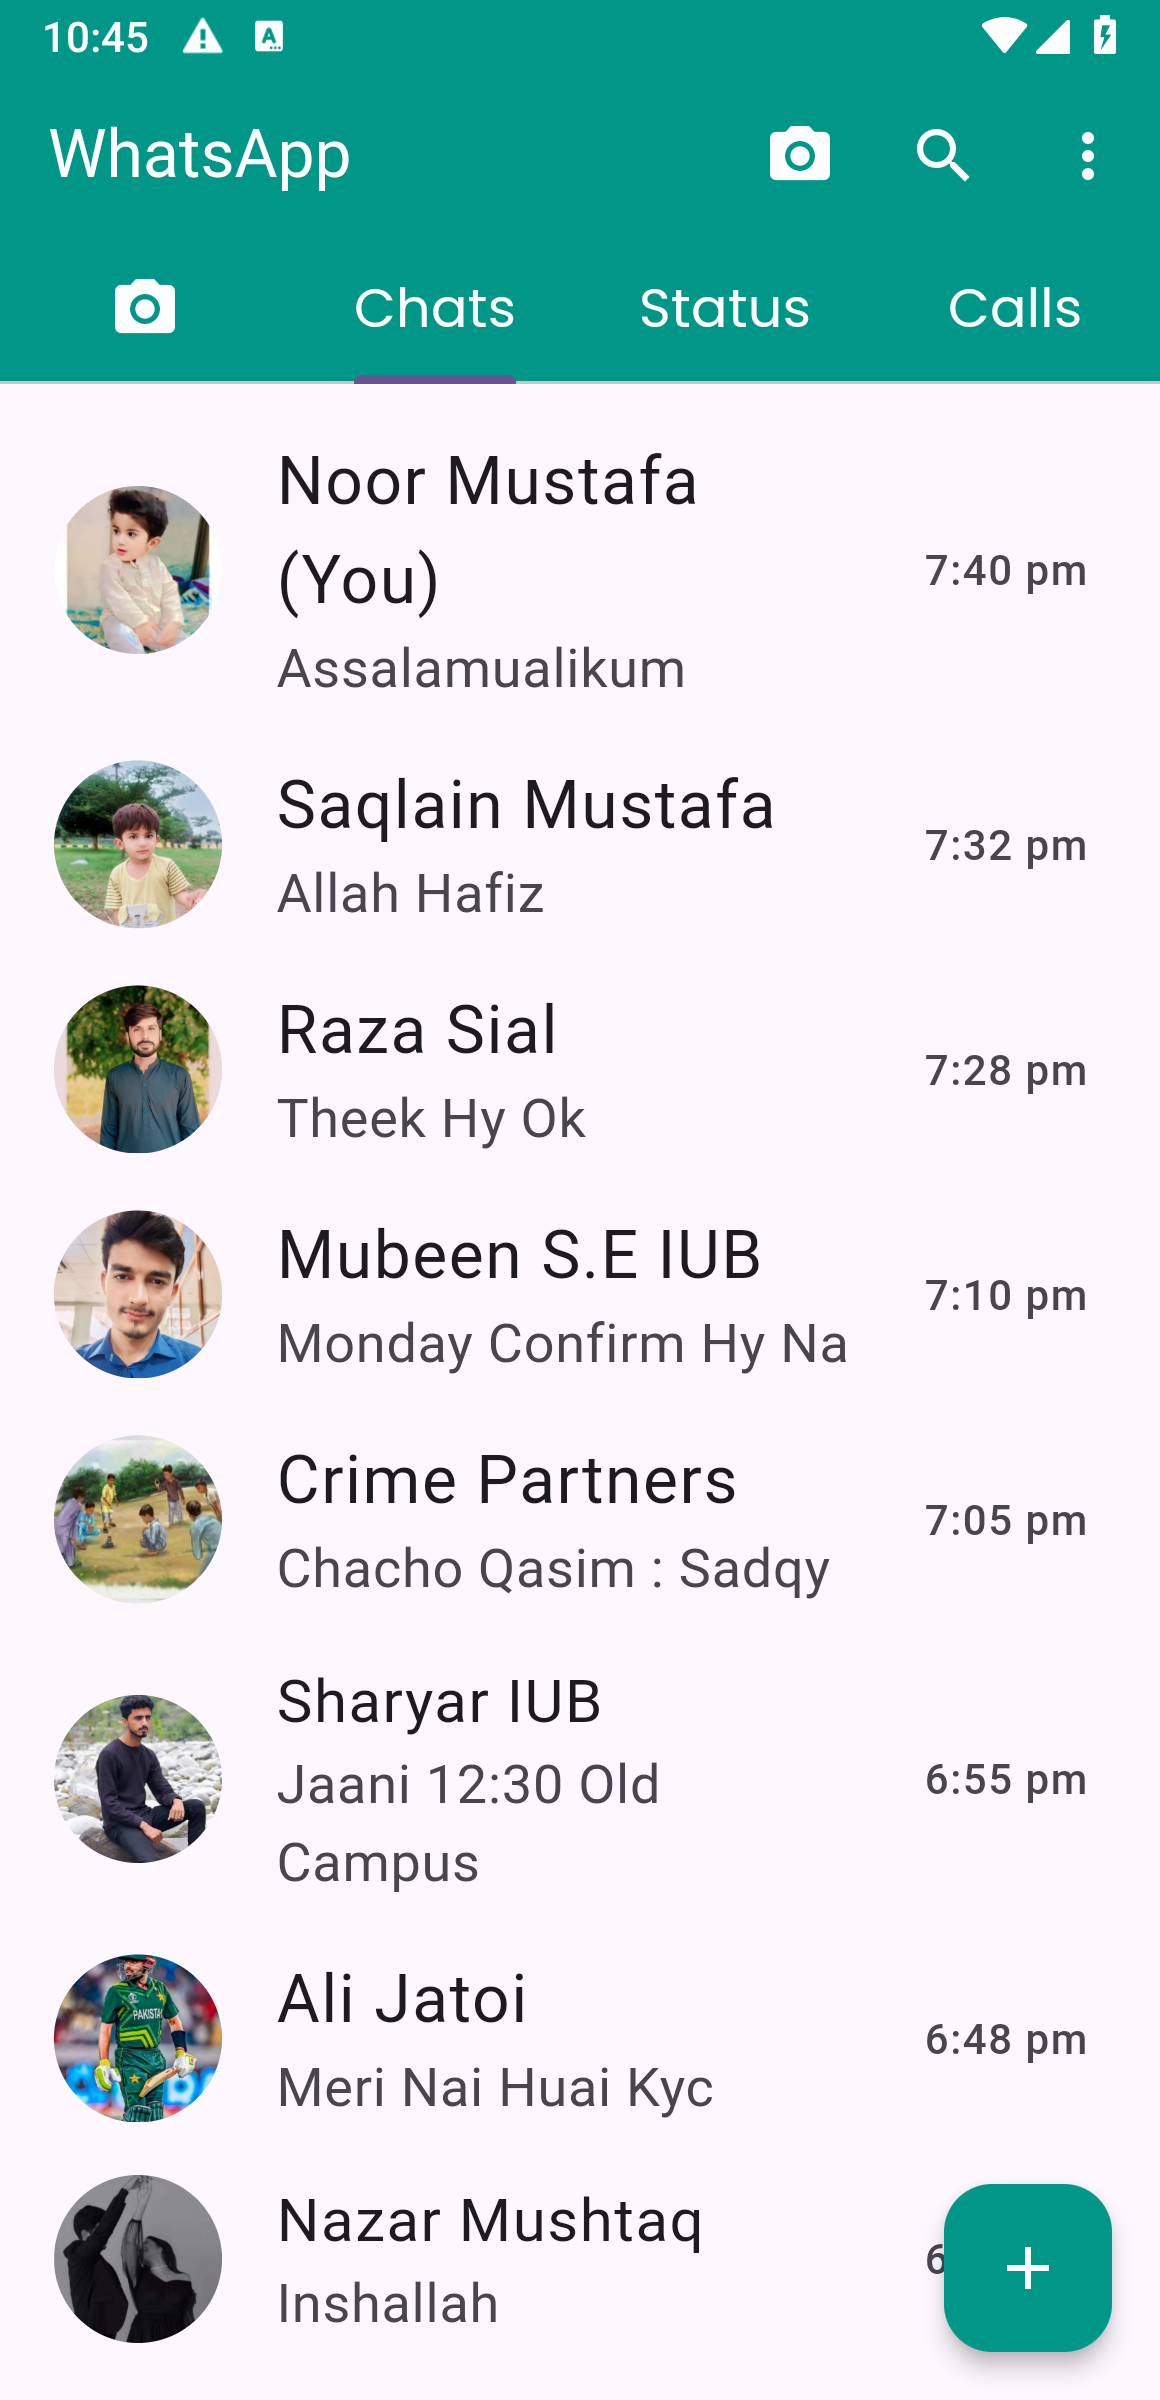 10:45
WhatsApp
Chats Status Calls
Noor Mustafa
(You)
Assalamualikum
7:40 pm
Saqlain Mustafa
Allah Hafiz
7:32 pm
Raza Sial
Theek Hy Ok
7:28 pm
Mubeen S.E IUB
Monday Confirm Hy Na
7:10 pm
Crime Partners
Chacho Qasim : Sadqy
7:05 pm
Sharyar IUB
Jaani 12:30 Old
Campus
6:55 pm
PAKISTAN
Ali Jatoi
Meri Nai Huai Kyc
6:48 pm
Nazar Mushtaq
Inshallah